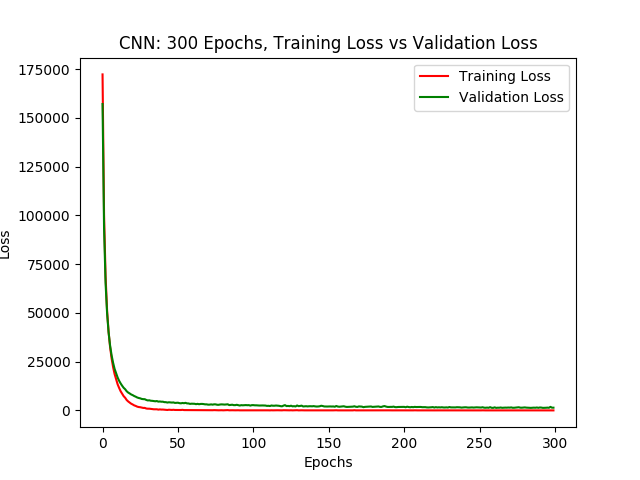 CNN: 300 Epochs, Training Loss vs Validation Loss
175000
150000
125000
100000
75000
50000
25000
0
Loss
Training Loss
Validation Loss
0 50 100 150 200 250 300
Epochs